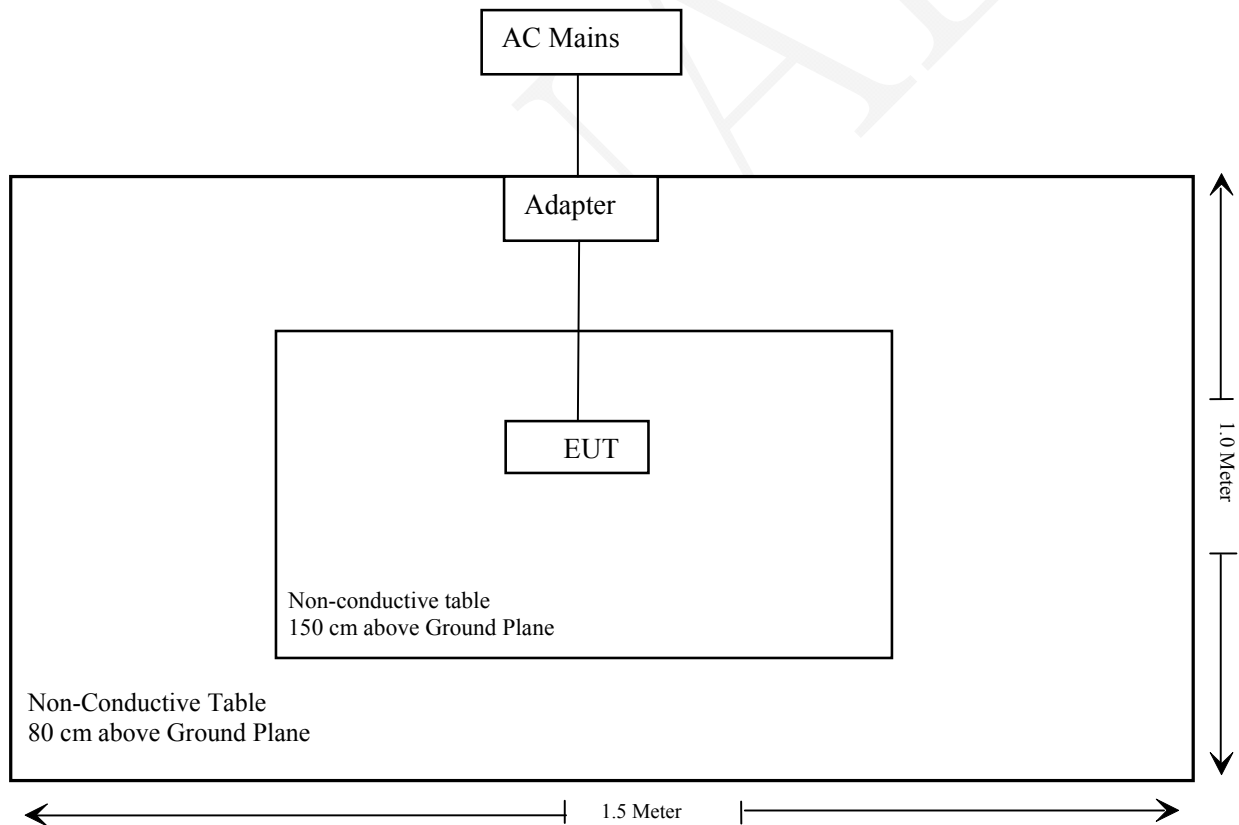 AC Mains
Adapter
EUT
1.0 Meter
Non-conductive table
150 cm above Ground Plane
Non-Conductive Table
80 cm above Ground Plane
1.5 Meter